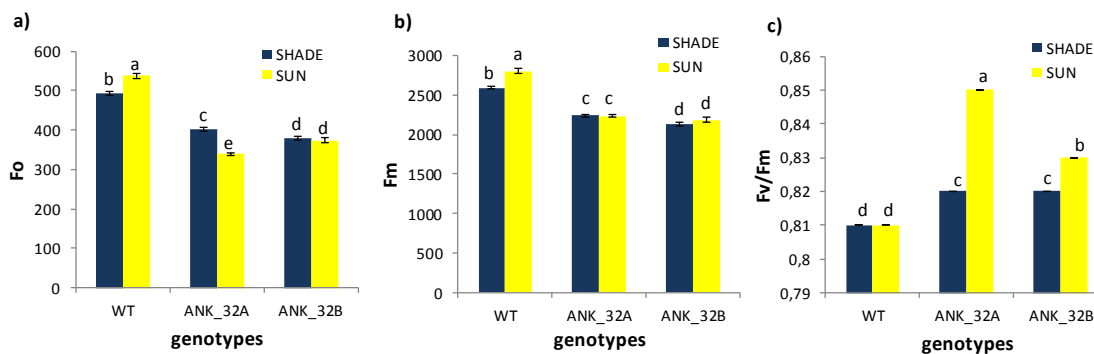 a)
Fo
600
500
400
300
200
100
0
SHADE
SUN
b a
c e
d d
WT ANK_32A ANK_32B
genotypes
b)
Fm
3000
2500
2000
1500
1000
500
0
SHADE
SUN
b a
c c
d d
WT ANK_32A ANK_32B
genotypes
c)
Fv/Fm
0,86
0,85
0,84
0,83
0,82
0,81
0,8
0,79
SHADE
SUN
d d
c a
c b
WT ANK_32A ANK_32B
genotypes